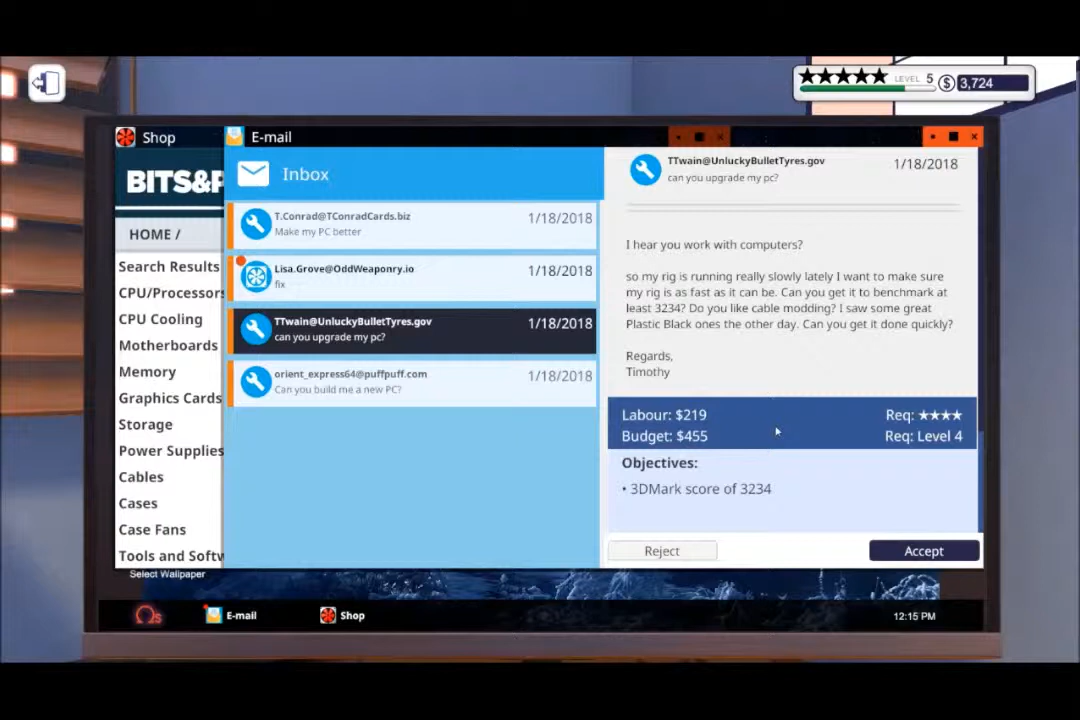 LEVEL 5 $ 3,724
Shop
E-mail
BITS&P
HOME /
Search Results
CPU/Processors
CPU Cooling
Motherboards
Memory
Graphics Cards
Storage
Power Supplies
Cables
Cases
Case Fans
Tools and Softw
Inbox
T.Conrad@TConradCards.biz 1/18/2018
Make my PC better
Lisa.Grove@OddWeaponry.io 1/18/2018
fix
TTwain@UnluckyBulletTyres.gov 1/18/2018
can you upgrade my pc?
orient_express64@puffpuff.com 1/18/2018
Can you build me a new PC?
TTwain@UnluckyBulletTyres.gov 1/18/2018
can you upgrade my pc?
I hear you work with computers?
so my rig is running really slowly lately I want to make sure
my rig is as fast as it can be. Can you get it to benchmark at
least 3234? Do you like cable modding? I saw some great
Plastic Black ones the other day. Can you get it done quickly?
Regards,
Timothy
Labour: $219 Req: ★★★★
Budget: $455 Req: Level 4
Objectives:
• 3DMark score of 3234
Reject Accept
Select Wallpaper
Ωs E-mail Shop 12:15 PM